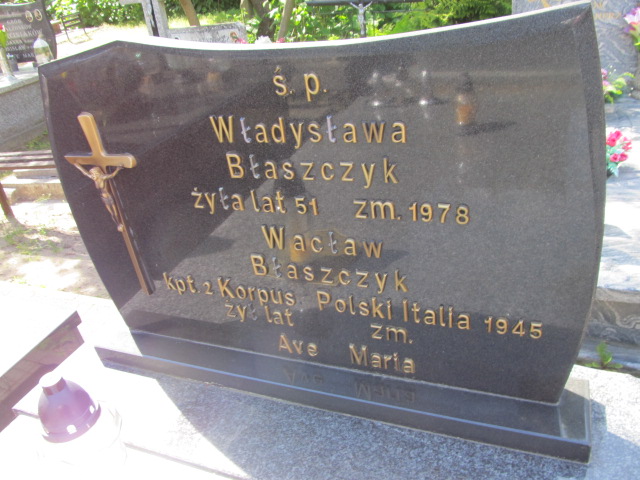 ś. p.
Władysława
Błaszczyk
żyła lat 51 zm. 1978
Wacław
Błaszczyk
kpt. 2 Korpus Polski Italia 1945
żył lat zm.
Ave Maria